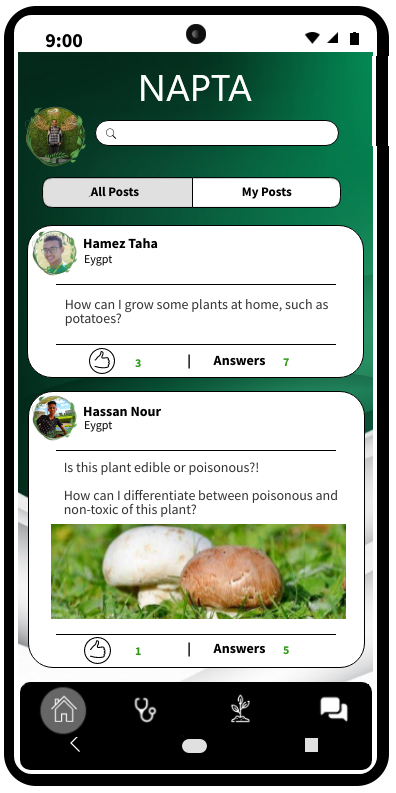 9:00
NAPTA
All Posts
My Posts
Hamez Taha
Eygpt
How can I grow some plants at home, such as
potatoes?
3 | Answers 7
Hassan Nour
Eygpt
Is this plant edible or poisonous?!
How can I differentiate between poisonous and
non-toxic of this plant?
1 | Answers 5